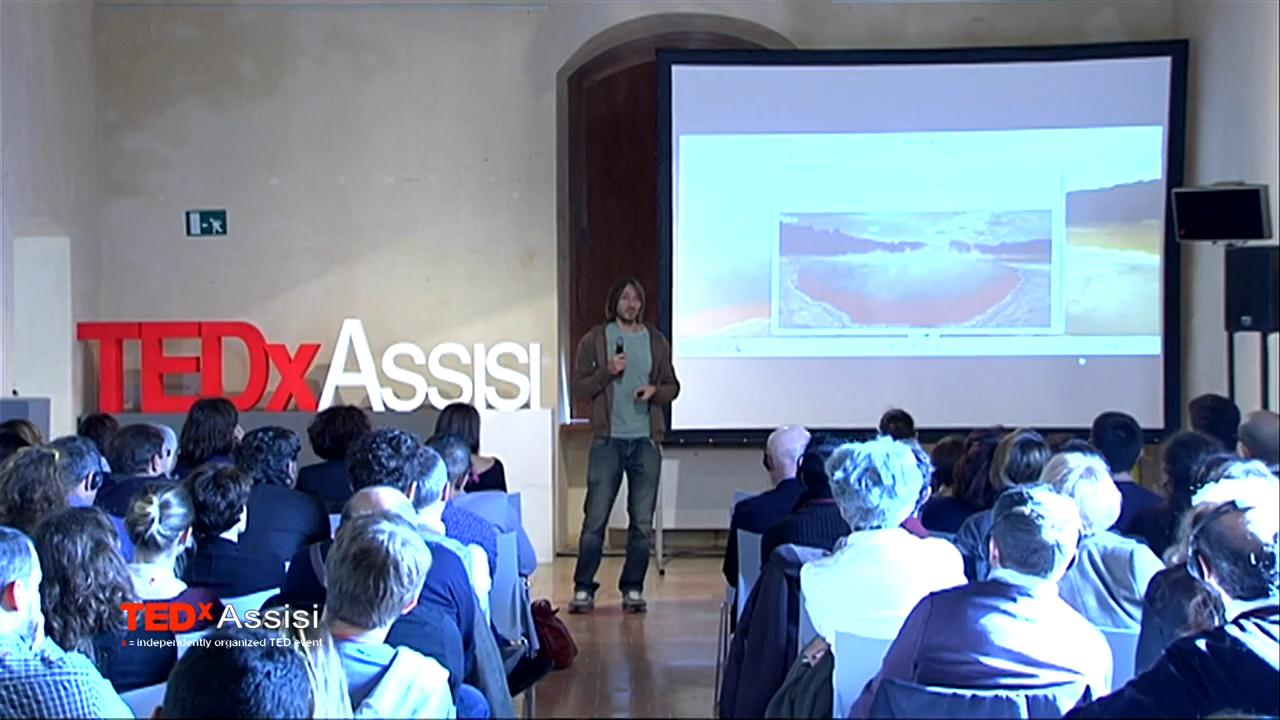 TEDxAssisi
TEDxAssisi
x = independently organized TED event